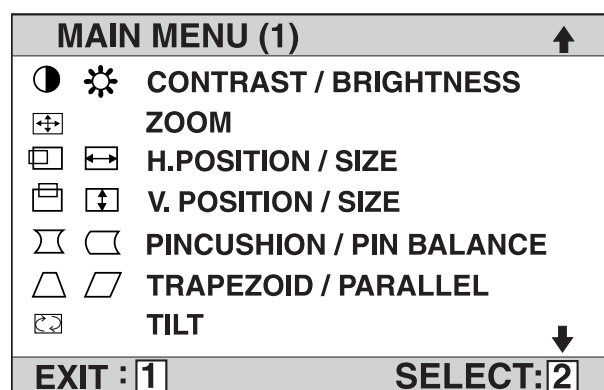 MAIN MENU (1)
CONTRAST / BRIGHTNESS
ZOOM
H.POSITION / SIZE
V. POSITION / SIZE
PINCUSHION / PIN BALANCE
TRAPEZOID / PARALLEL
TILT
EXIT : 1 SELECT: 2